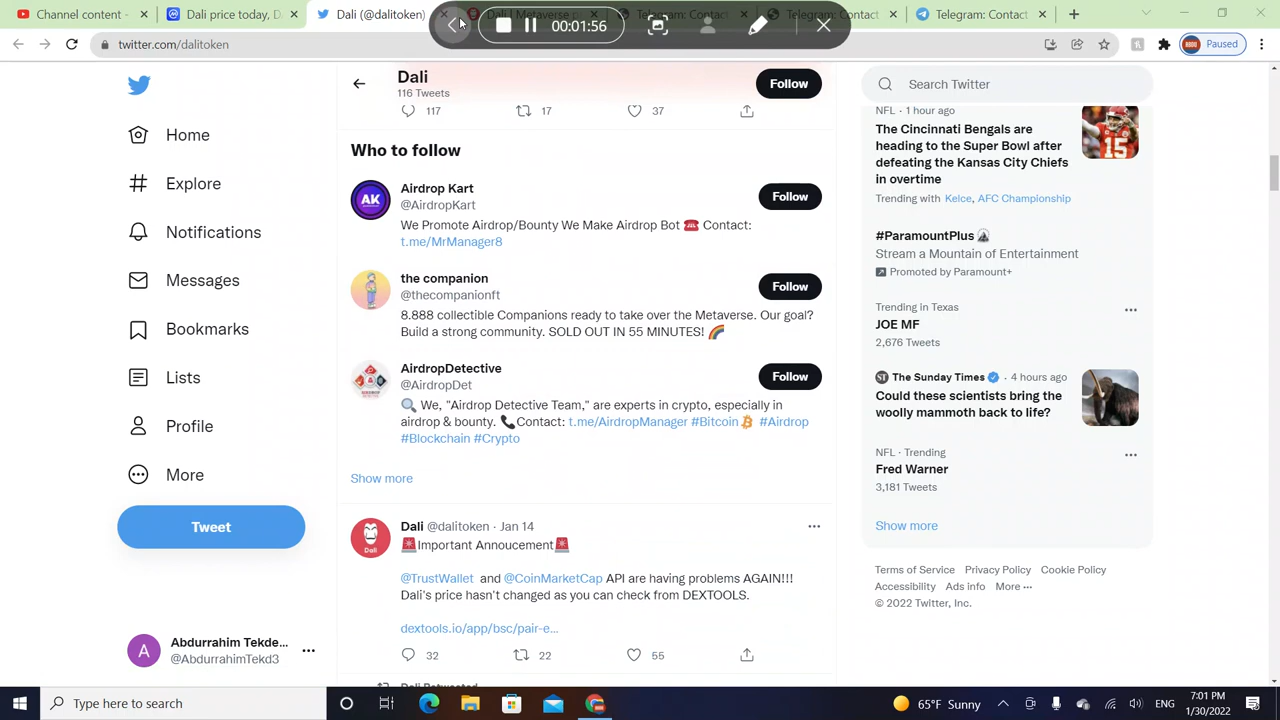 Dali price today, D
Dali (@dalitoken)
Dali | Metaverse
Telegram: Contact
Telegram: Contact
Telegram: Contact
00:01:56
twitter.com/dalitoken
Paused
Dali
116 Tweets
Follow
Search Twitter
117
17
37
Home
Explore
Notifications
Messages
Bookmarks
Lists
Profile
More
Tweet
Abdurrahim Tekde...
@AbdurrahimTekd3
Who to follow
AK
Airdrop Kart
@AirdropKart
Follow
We Promote Airdrop/Bounty We Make Airdrop Bot ☎️ Contact:
t.me/MrManager8
the companion
@thecompanionft
Follow
8.888 collectible Companions ready to take over the Metaverse. Our goal?
Build a strong community. SOLD OUT IN 55 MINUTES! 🌈
AirdropDetective
@AirdropDet
Follow
🔍 We, "Airdrop Detective Team," are experts in crypto, especially in
airdrop & bounty. 📞Contact: t.me/AirdropManager #Bitcoin #Airdrop
#Blockchain #Crypto
Show more
Dali
Dali @dalitoken · Jan 14
🚨Important Annoucement🚨
@TrustWallet and @CoinMarketCap API are having problems AGAIN!!!
Dali's price hasn't changed as you can check from DEXTOOLS.
dextools.io/app/bsc/pair-e...
32
22
55
Dali Retweeted
NFL · 1 hour ago
The Cincinnati Bengals are
heading to the Super Bowl after
defeating the Kansas City Chiefs
in overtime
Trending with Kelce, AFC Championship
#ParamountPlus
Stream a Mountain of Entertainment
Promoted by Paramount+
Trending in Texas
JOE MF
2,676 Tweets
ST The Sunday Times · 4 hours ago
Could these scientists bring the
woolly mammoth back to life?
NFL · Trending
Fred Warner
3,181 Tweets
Show more
Terms of Service Privacy Policy Cookie Policy
Accessibility Ads info More ···
© 2022 Twitter, Inc.
Type here to search
65°F Sunny
ENG
7:01 PM
1/30/2022